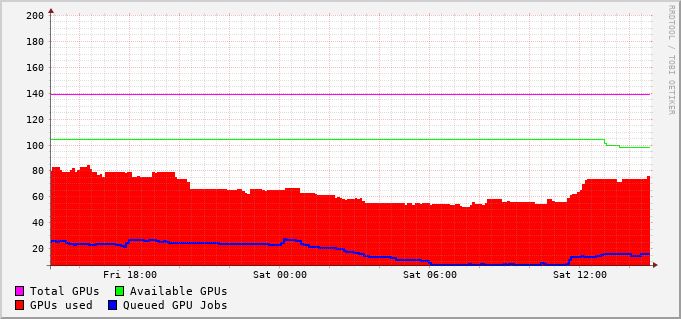 200
180
160
140
120
100
80
60
40
20
Fri 18:00 Sat 00:00 Sat 06:00 Sat 12:00
Total GPUs Available GPUs
GPUs used Queued GPU Jobs
RRDTOOL / TOBI OETIKER